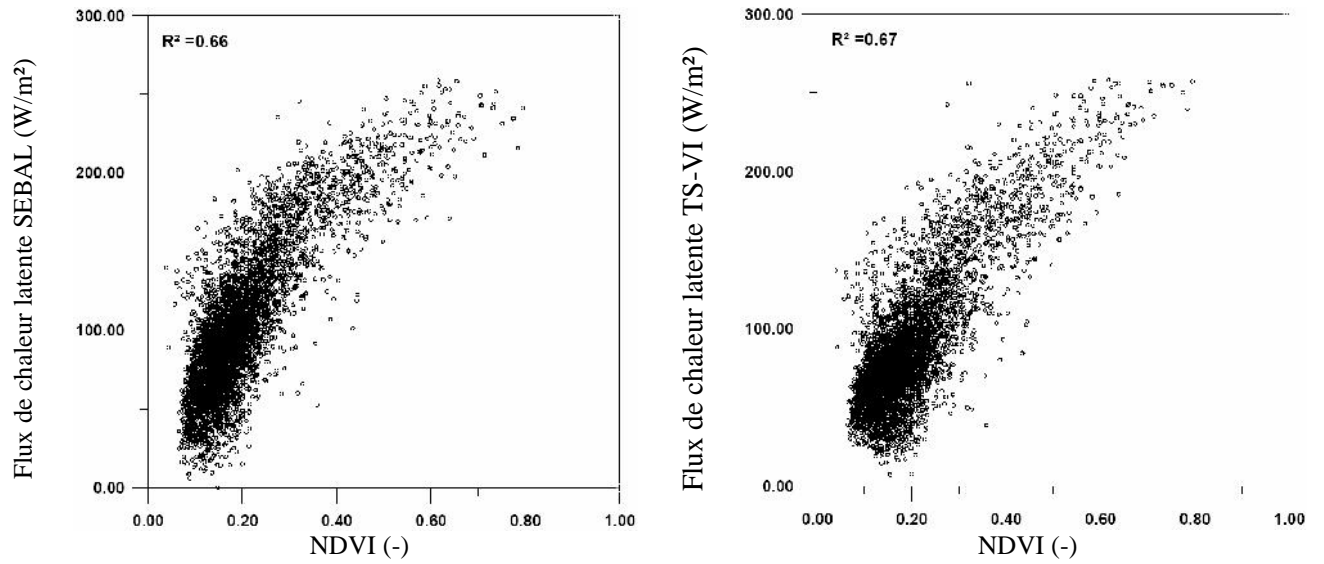 Flux de chaleur latente SEBAL (W/m²)
300.00
200.00
100.00
0.00
R² =0.66
0.00 0.20 0.40 0.60 0.80 1.00
NDVI (-)
Flux de chaleur latente TS-VI (W/m²)
300.00
200.00
100.00
0.00
R² =0.67
0.00 0.20 0.40 0.60 0.80 1.00
NDVI (-)